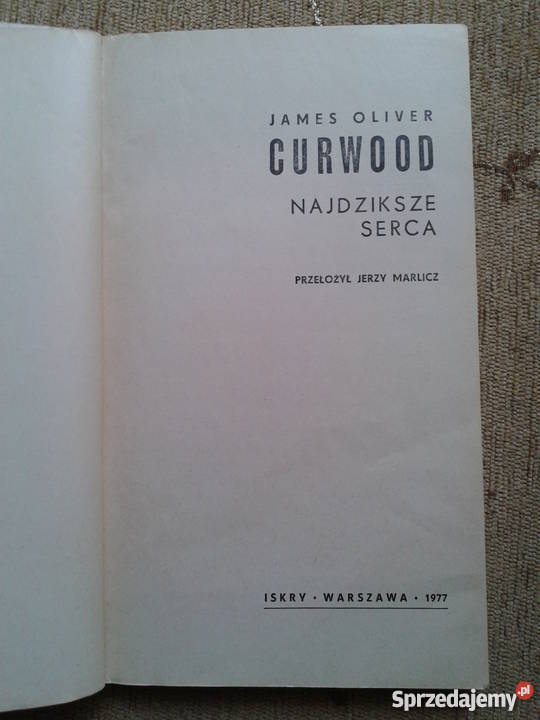 JAMES OLIVER
CURWOOD
NAJDZIKSZE
SERCA
PRZEŁOŻYŁ JERZY MARLICZ
ISKRY • WARSZAWA • 1977
Sprzedajemy.pl